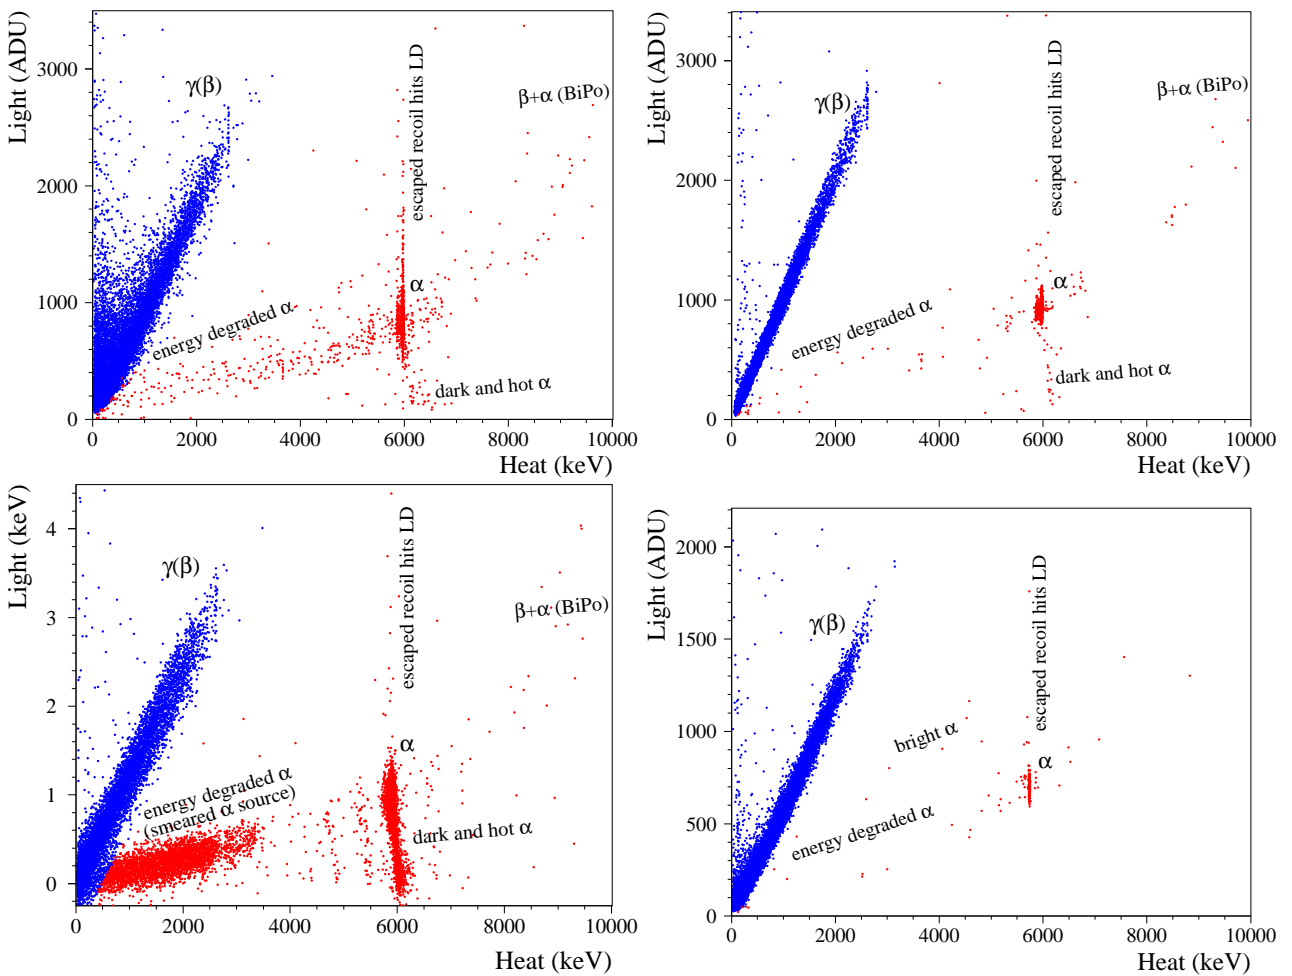 Light (ADU)
3000
2000
1000
0
γ(β)
escaped recoil hits LD
β+α (BiPo)
α
energy degraded α
dark and hot α
0 2000 4000 6000 8000 10000
Heat (keV)
Light (ADU)
3000
2000
1000
0
γ(β)
escaped recoil hits LD
β+α (BiPo)
α
energy degraded α
dark and hot α
0 2000 4000 6000 8000 10000
Heat (keV)
Light (keV)
4
3
2
1
0
γ(β)
escaped recoil hits LD
β+α (BiPo)
α
energy degraded α
(smeared α source)
dark and hot α
0 2000 4000 6000 8000 10000
Heat (keV)
Light (ADU)
2000
1500
1000
500
0
γ(β)
escaped recoil hits LD
bright α
α
energy degraded α
0 2000 4000 6000 8000 10000
Heat (keV)